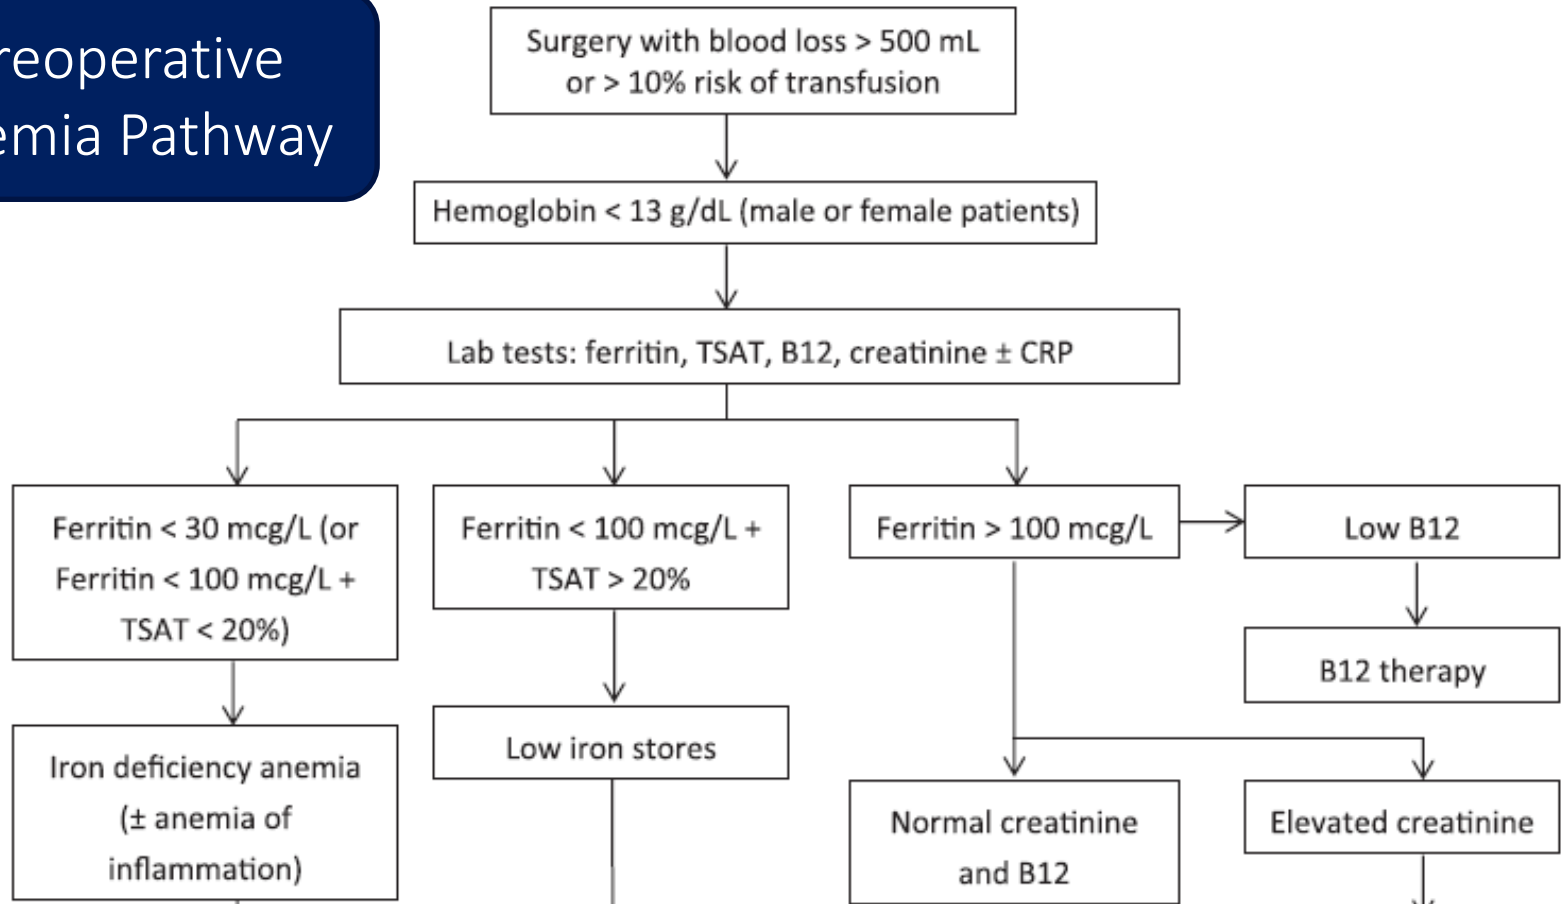 reoperative
emia Pathway
Surgery with blood loss > 500 mL
or > 10% risk of transfusion
Hemoglobin < 13 g/dL (male or female patients)
Lab tests: ferritin, TSAT, B12, creatinine ± CRP
Ferritin < 30 mcg/L (or
Ferritin < 100 mcg/L +
TSAT < 20%)
Ferritin < 100 mcg/L +
TSAT > 20%
Ferritin > 100 mcg/L
Low B12
B12 therapy
Iron deficiency anemia
(± anemia of
inflammation)
Low iron stores
Normal creatinine
and B12
Elevated creatinine